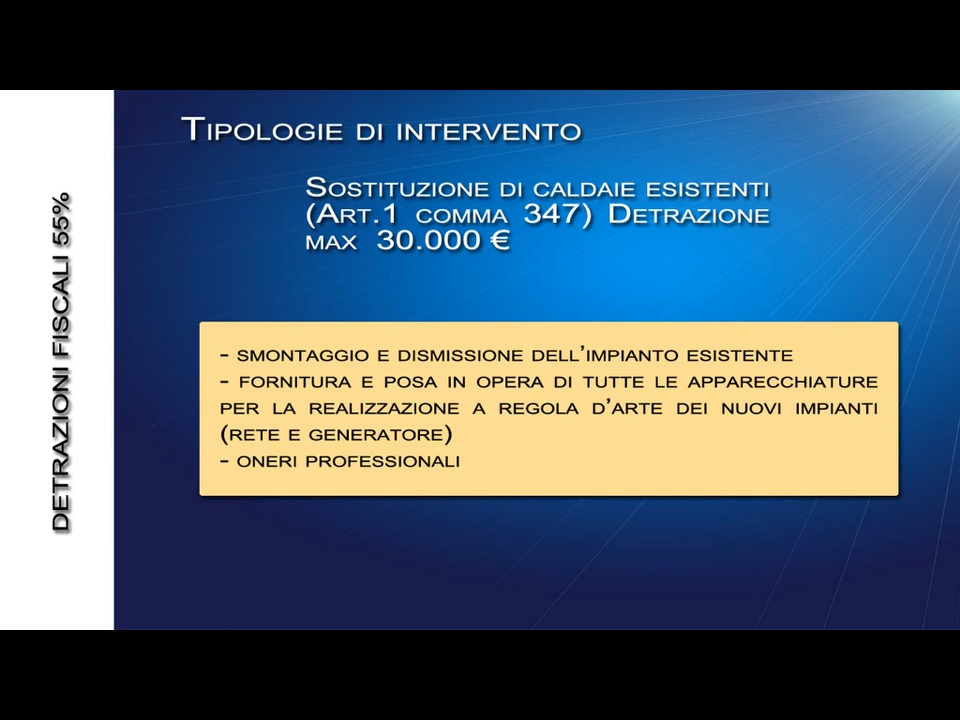 DETRAZIONI FISCALI 55%
Tipologie di intervento
Sostituzione di caldaie esistenti
(Art.1 comma 347) Detrazione
max 30.000 €
- smontaggio e dismissione dell'impianto esistente
- fornitura e posa in opera di tutte le apparecchiature
per la realizzazione a regola d'arte dei nuovi impianti
(rete e generatore)
- oneri professionali